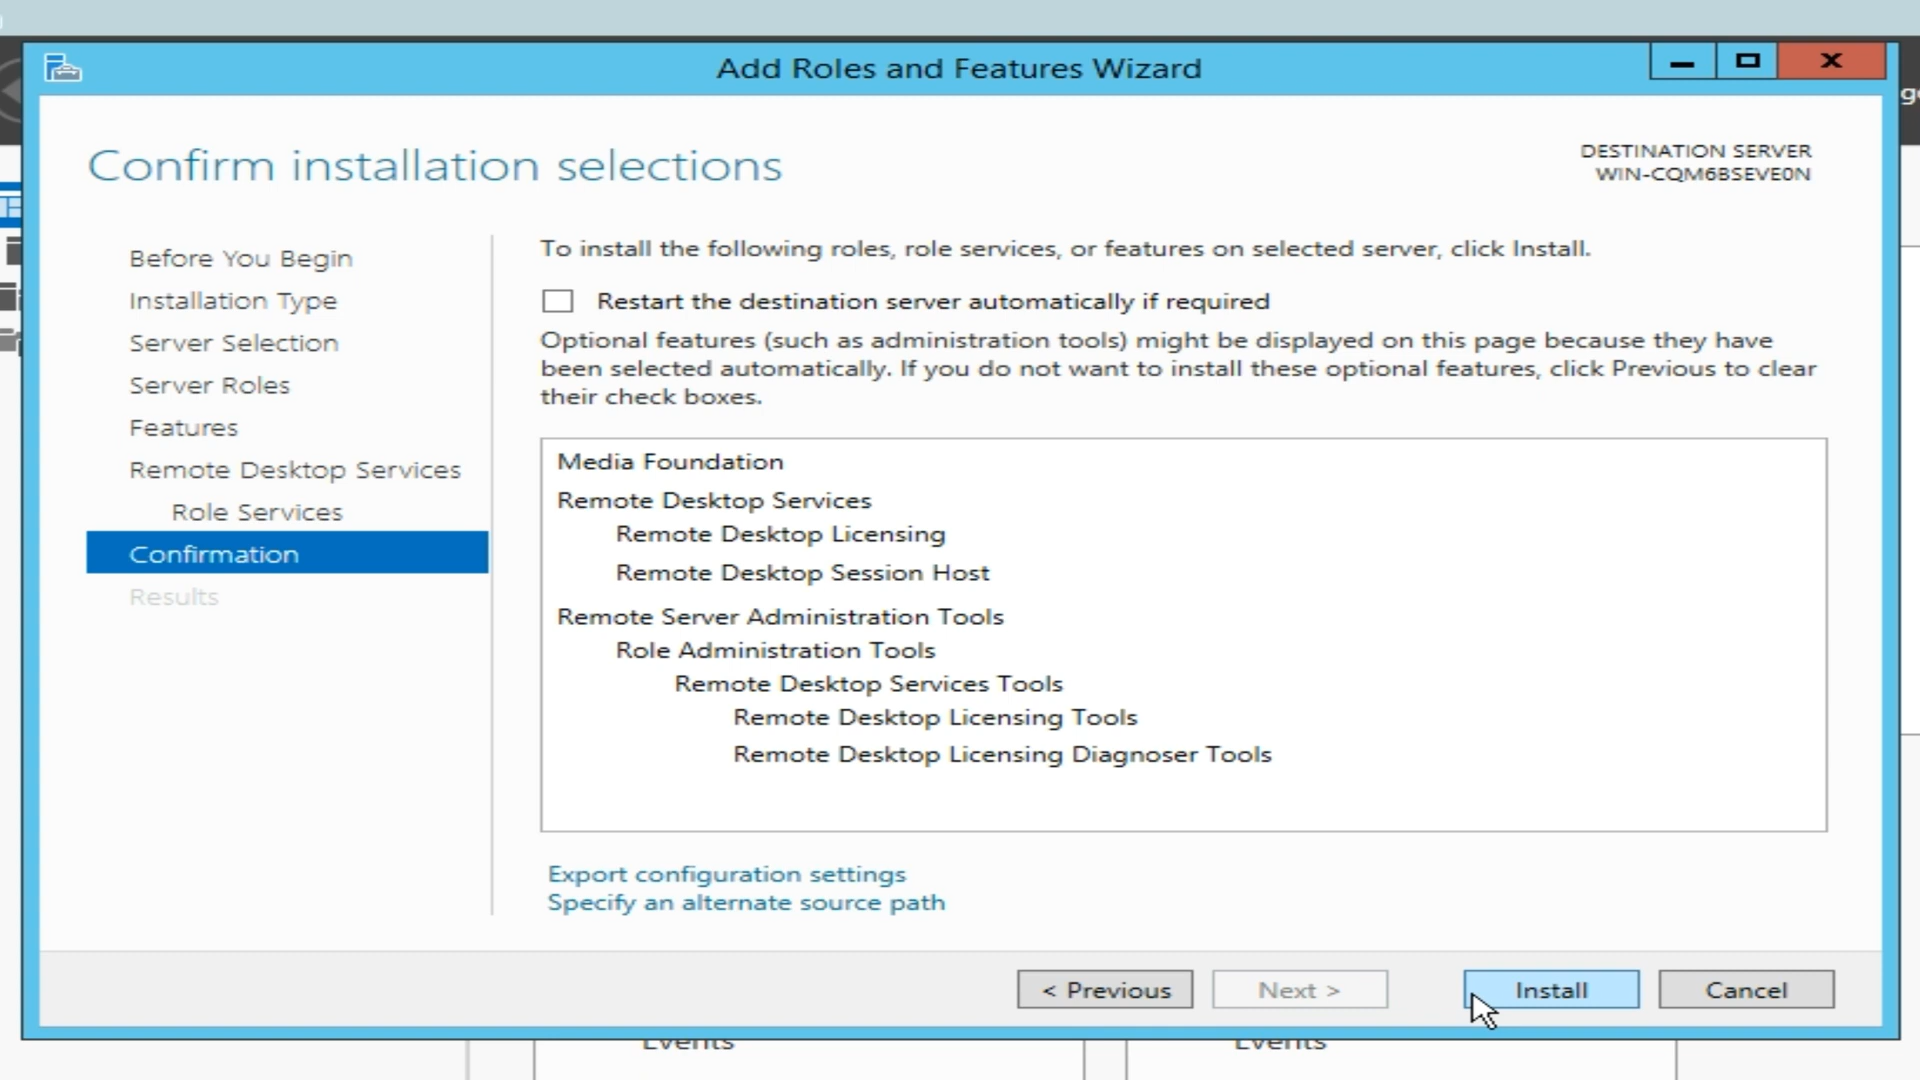 Add Roles and Features Wizard
Confirm installation selections
DESTINATION SERVER
WIN-CQM6BSEVE0N
Before You Begin
Installation Type
Server Selection
Server Roles
Features
Remote Desktop Services
Role Services
Confirmation
Results
To install the following roles, role services, or features on selected server, click Install.
Restart the destination server automatically if required
Optional features (such as administration tools) might be displayed on this page because they have
been selected automatically. If you do not want to install these optional features, click Previous to clear
their check boxes.
Media Foundation
Remote Desktop Services
Remote Desktop Licensing
Remote Desktop Session Host
Remote Server Administration Tools
Role Administration Tools
Remote Desktop Services Tools
Remote Desktop Licensing Tools
Remote Desktop Licensing Diagnoser Tools
Export configuration settings
Specify an alternate source path
< Previous
Next >
Install
Cancel
Events
Events